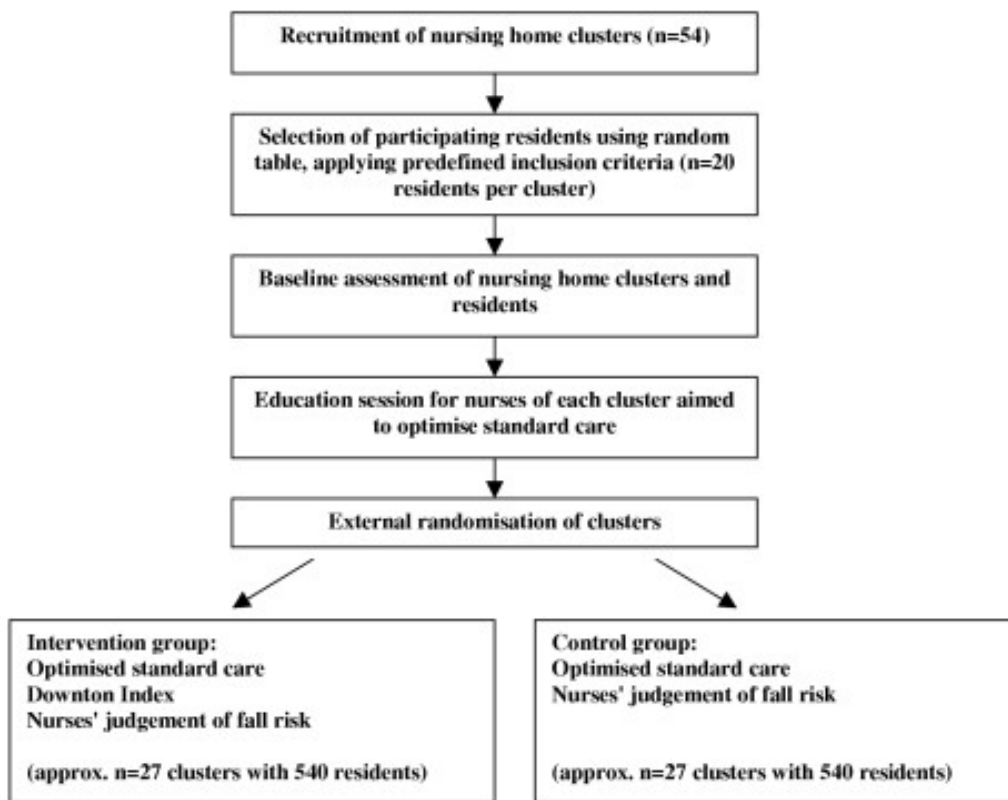 Recruitment of nursing home clusters (n=54)
Selection of participating residents using random
table, applying predefined inclusion criteria (n=20
residents per cluster)
Baseline assessment of nursing home clusters and
residents
Education session for nurses of each cluster aimed
to optimise standard care
External randomisation of clusters
Intervention group:
Optimised standard care
Downton Index
Nurses' judgement of fall risk
(approx. n=27 clusters with 540 residents)
Control group:
Optimised standard care
Nurses' judgement of fall risk
(approx. n=27 clusters with 540 residents)